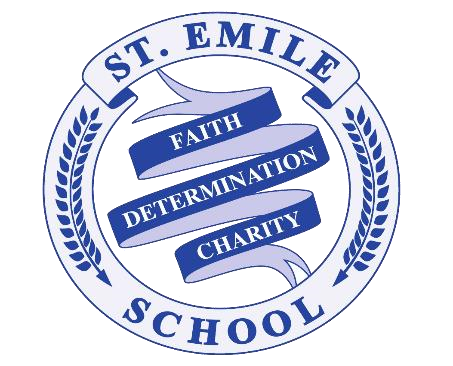 ST. EMILE
FAITH
DETERMINATION
CHARITY
SCHOOL